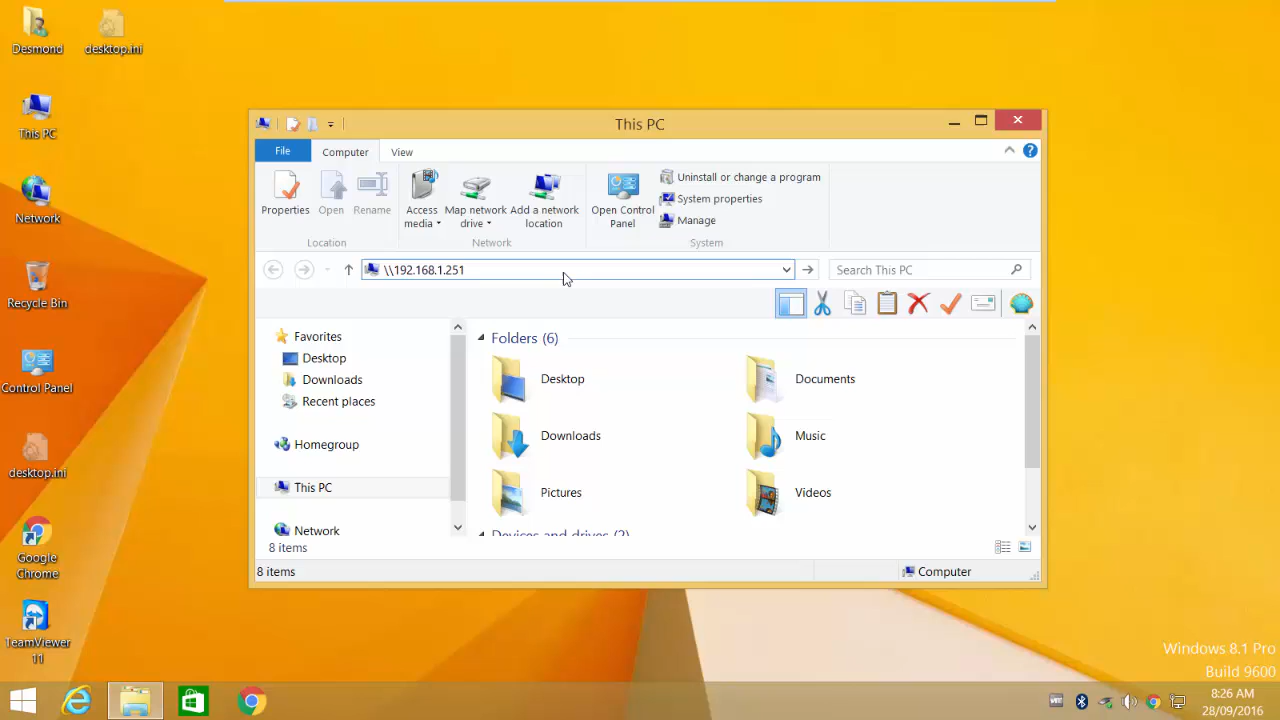 Desmond
desktop.ini
This PC
Network
Recycle Bin
Control Panel
desktop.ini
Google
Chrome
TeamViewer
11
This PC
File
Computer
View
Properties
Open
Rename
Location
Access
media
Map network
drive
Add a network
location
Network
Open Control
Panel
Uninstall or change a program
System properties
Manage
System
\\192.168.1.251
Search This PC
Favorites
Desktop
Downloads
Recent places
Homegroup
This PC
Network
Folders (6)
Desktop
Documents
Downloads
Music
Pictures
Videos
Devices and drives (2)
8 items
8 items
Computer
Windows 8.1 Pro
Build 9600
8:26 AM
28/09/2016